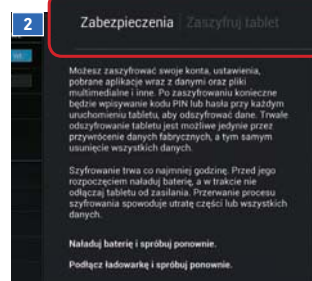 2
Zabezpieczenia | Zaszyfruj tablet
Możesz zaszyfrować swoje konta, ustawienia,
pobrane aplikacje wraz z danymi oraz pliki
multimedialne i inne. Po zaszyfrowaniu konieczne
będzie wpisywanie kodu PIN lub hasła przy każdym
uruchomieniu tabletu, aby odszyfrować dane. Trwałe
odszyfrowanie tabletu jest możliwe jedynie przez
przywrócenie danych fabrycznych, a tym samym
usunięcie wszystkich danych.
Szyfrowanie trwa co najmniej godzinę. Przed jego
rozpoczęciem naładuj baterię, a w trakcie nie
odłączaj tabletu od zasilania. Przerwanie procesu
szyfrowania spowoduje utratę części lub wszystkich
danych.
Naładuj baterię i spróbuj ponownie.
Podłącz ładowarkę i spróbuj ponownie.